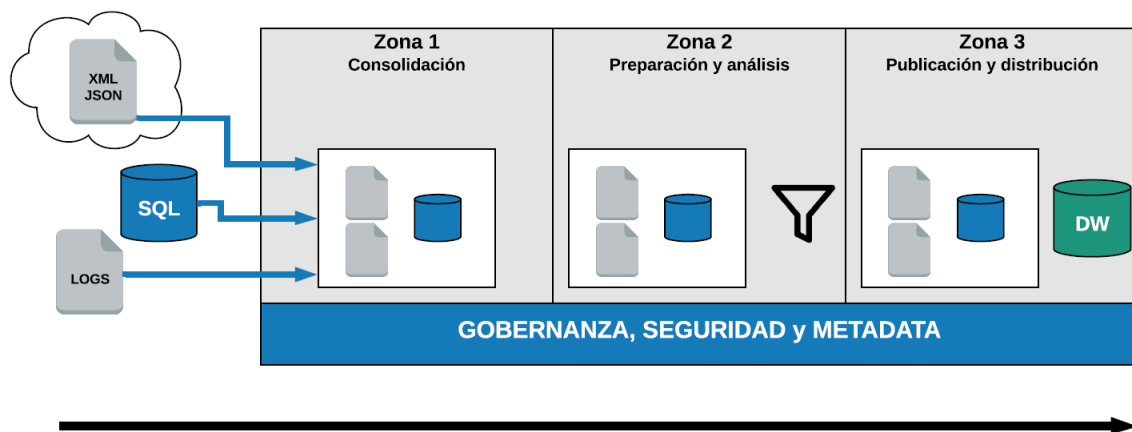 Zona 1
Consolidación
Zona 2
Preparación y análisis
Zona 3
Publicación y distribución
XML
JSON
SQL
LOGS
DW
GOBERNANZA, SEGURIDAD y METADATA